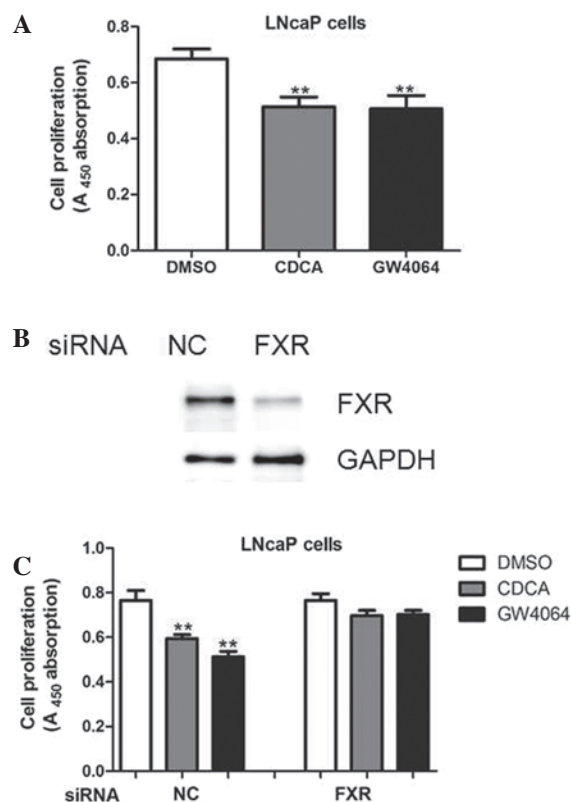 A
LNcaP cells
Cell proliferation
(A 450 absorption)
0.8
0.6
0.4
0.2
0.0
** **
DMSO CDCA GW4064
B
siRNA NC FXR
FXR
GAPDH
C
LNcaP cells
Cell proliferation
(A 450 absorption)
1.0
0.8
0.6
0.4
0.2
0.0
** **
siRNA NC FXR
DMSO
CDCA
GW4064